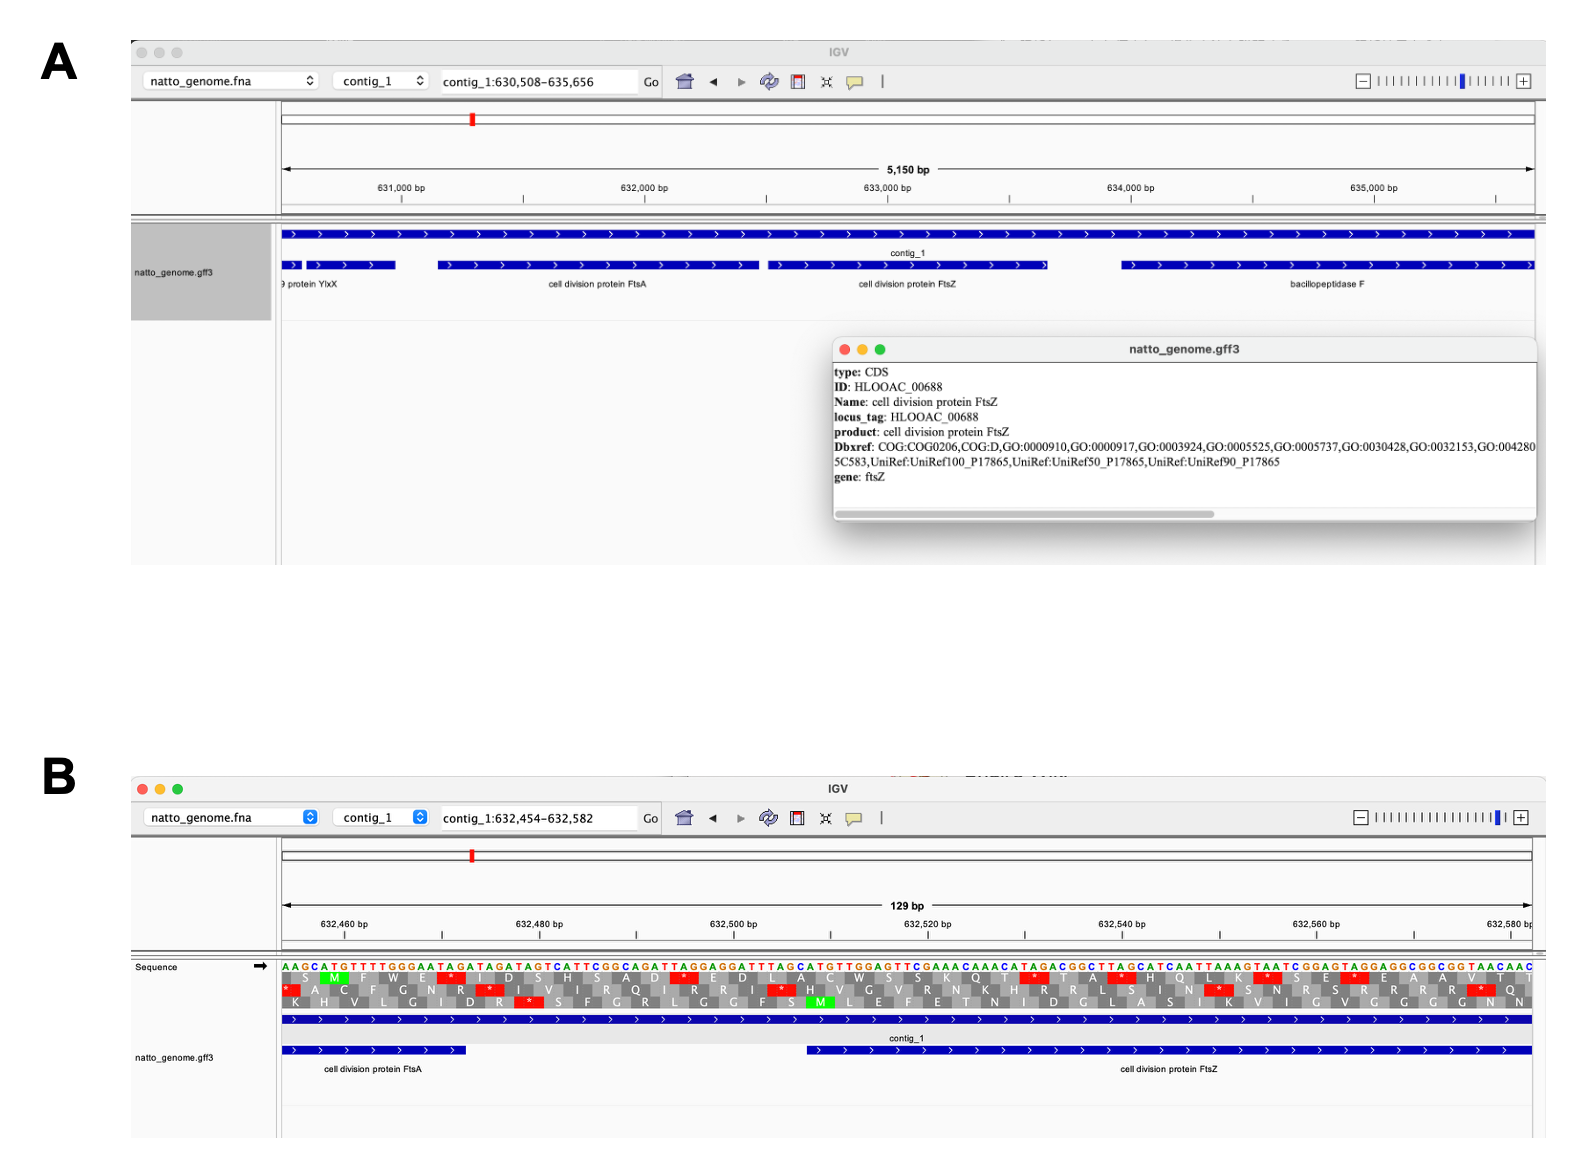 A
IGV
natto_genome.fna
contig_1
contig_1:630,508-635,656
Go
5,150 bp
631,000 bp
632,000 bp
633,000 bp
634,000 bp
635,000 bp
natto_genome.gff3
contig_1
9 protein YlxX
cell division protein FtsA
cell division protein FtsZ
bacillopeptidase F
natto_genome.gff3
type: CDS
ID: HLOOAC_00688
Name: cell division protein FtsZ
locus_tag: HLOOAC_00688
product: cell division protein FtsZ
Dbxref: COG:COG0206,COG:D,GO:0000910,GO:0000917,GO:0003924,GO:0005525,GO:0005737,GO:0030428,GO:0032153,GO:004280
5C583,UniRef:UniRef100_P17865,UniRef:UniRef50_P17865,UniRef:UniRef90_P17865
gene: ftsZ
B
IGV
natto_genome.fna
contig_1
contig_1:632,454-632,582
Go
129 bp
632,460 bp
632,480 bp
632,500 bp
632,520 bp
632,540 bp
632,560 bp
632,580 bp
Sequence
AAGCATGTTTTGGGAATAGATAGATAGTCATTCGGCAGATTAGGAGGATTTAGCATGTTGGAGTTCGAAACAAACATAGACGGCTTAGCATCAATTAAAGTAATCGGAGTAGGAGGCGGCGGTAACAAC
S M F W E * I D S H S A D * E D L A C W S S K Q T * T A * H Q L K * S E * E A A V T T
* A C F G N R * I V I R Q I R R I * H V G V R N K H R R L S I N * S N R S R R R R * Q
K H V L G I D R * S F G R L G G F S M L E F E T N I D G L A S I K V I G V G G G G N N
contig_1
natto_genome.gff3
cell division protein FtsA
cell division protein FtsZ